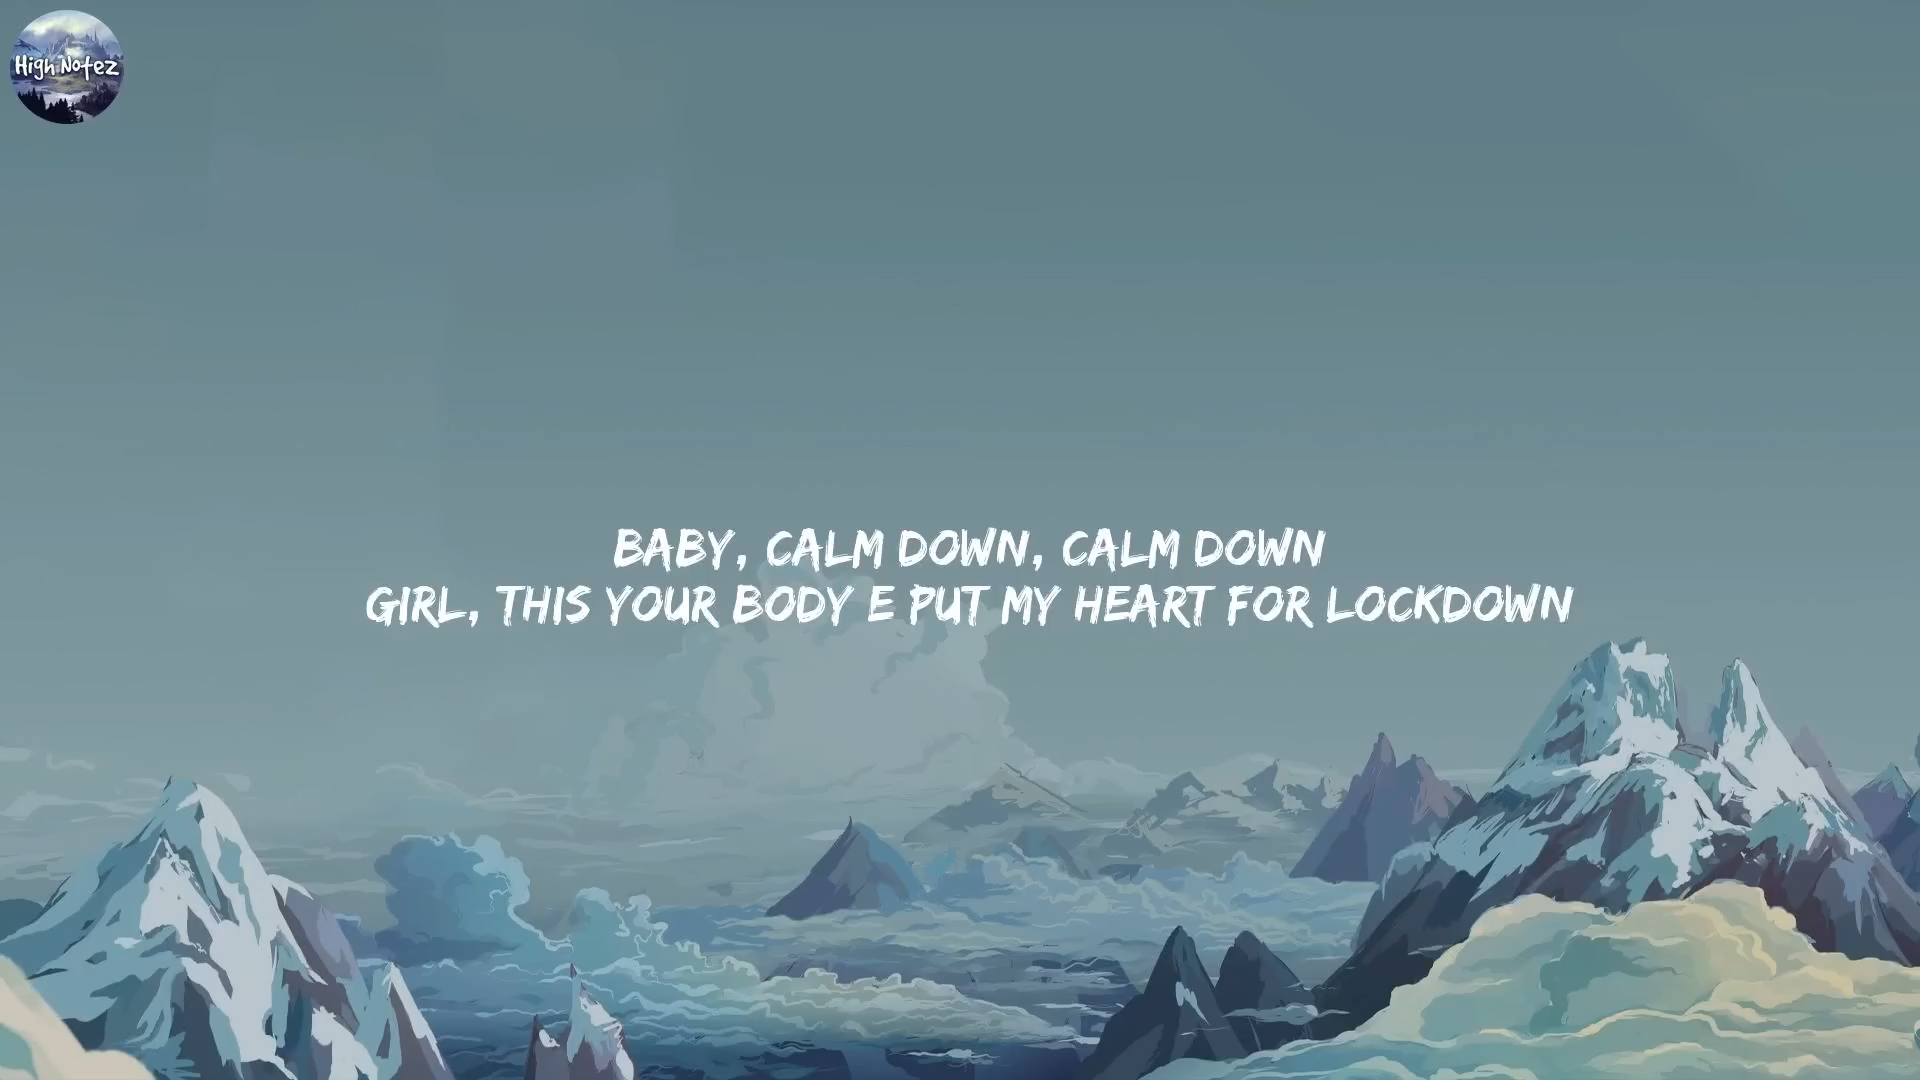 High Notez
BABY, CALM DOWN, CALM DOWN
GIRL, THIS YOUR BODY E PUT MY HEART FOR LOCKDOWN